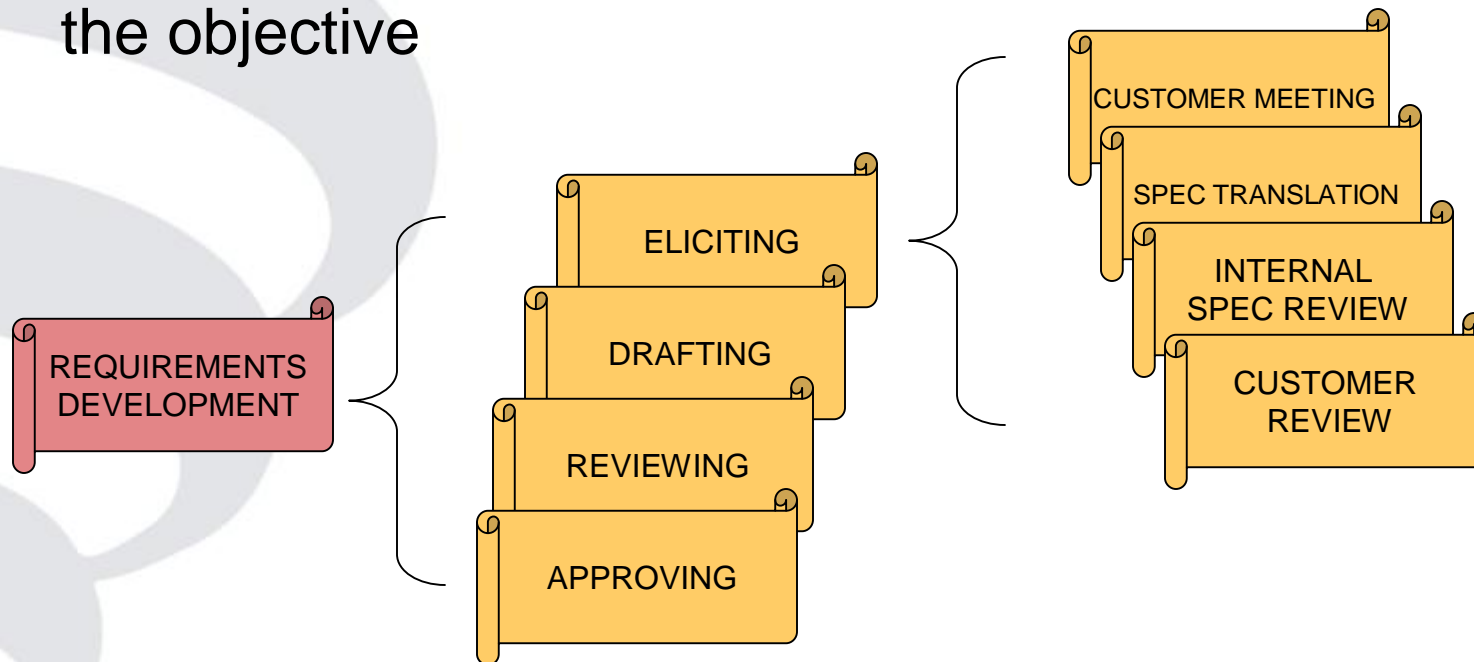 the objective
REQUIREMENTS
DEVELOPMENT
ELICITING
DRAFTING
REVIEWING
APPROVING
CUSTOMER MEETING
SPEC TRANSLATION
INTERNAL
SPEC REVIEW
CUSTOMER
REVIEW